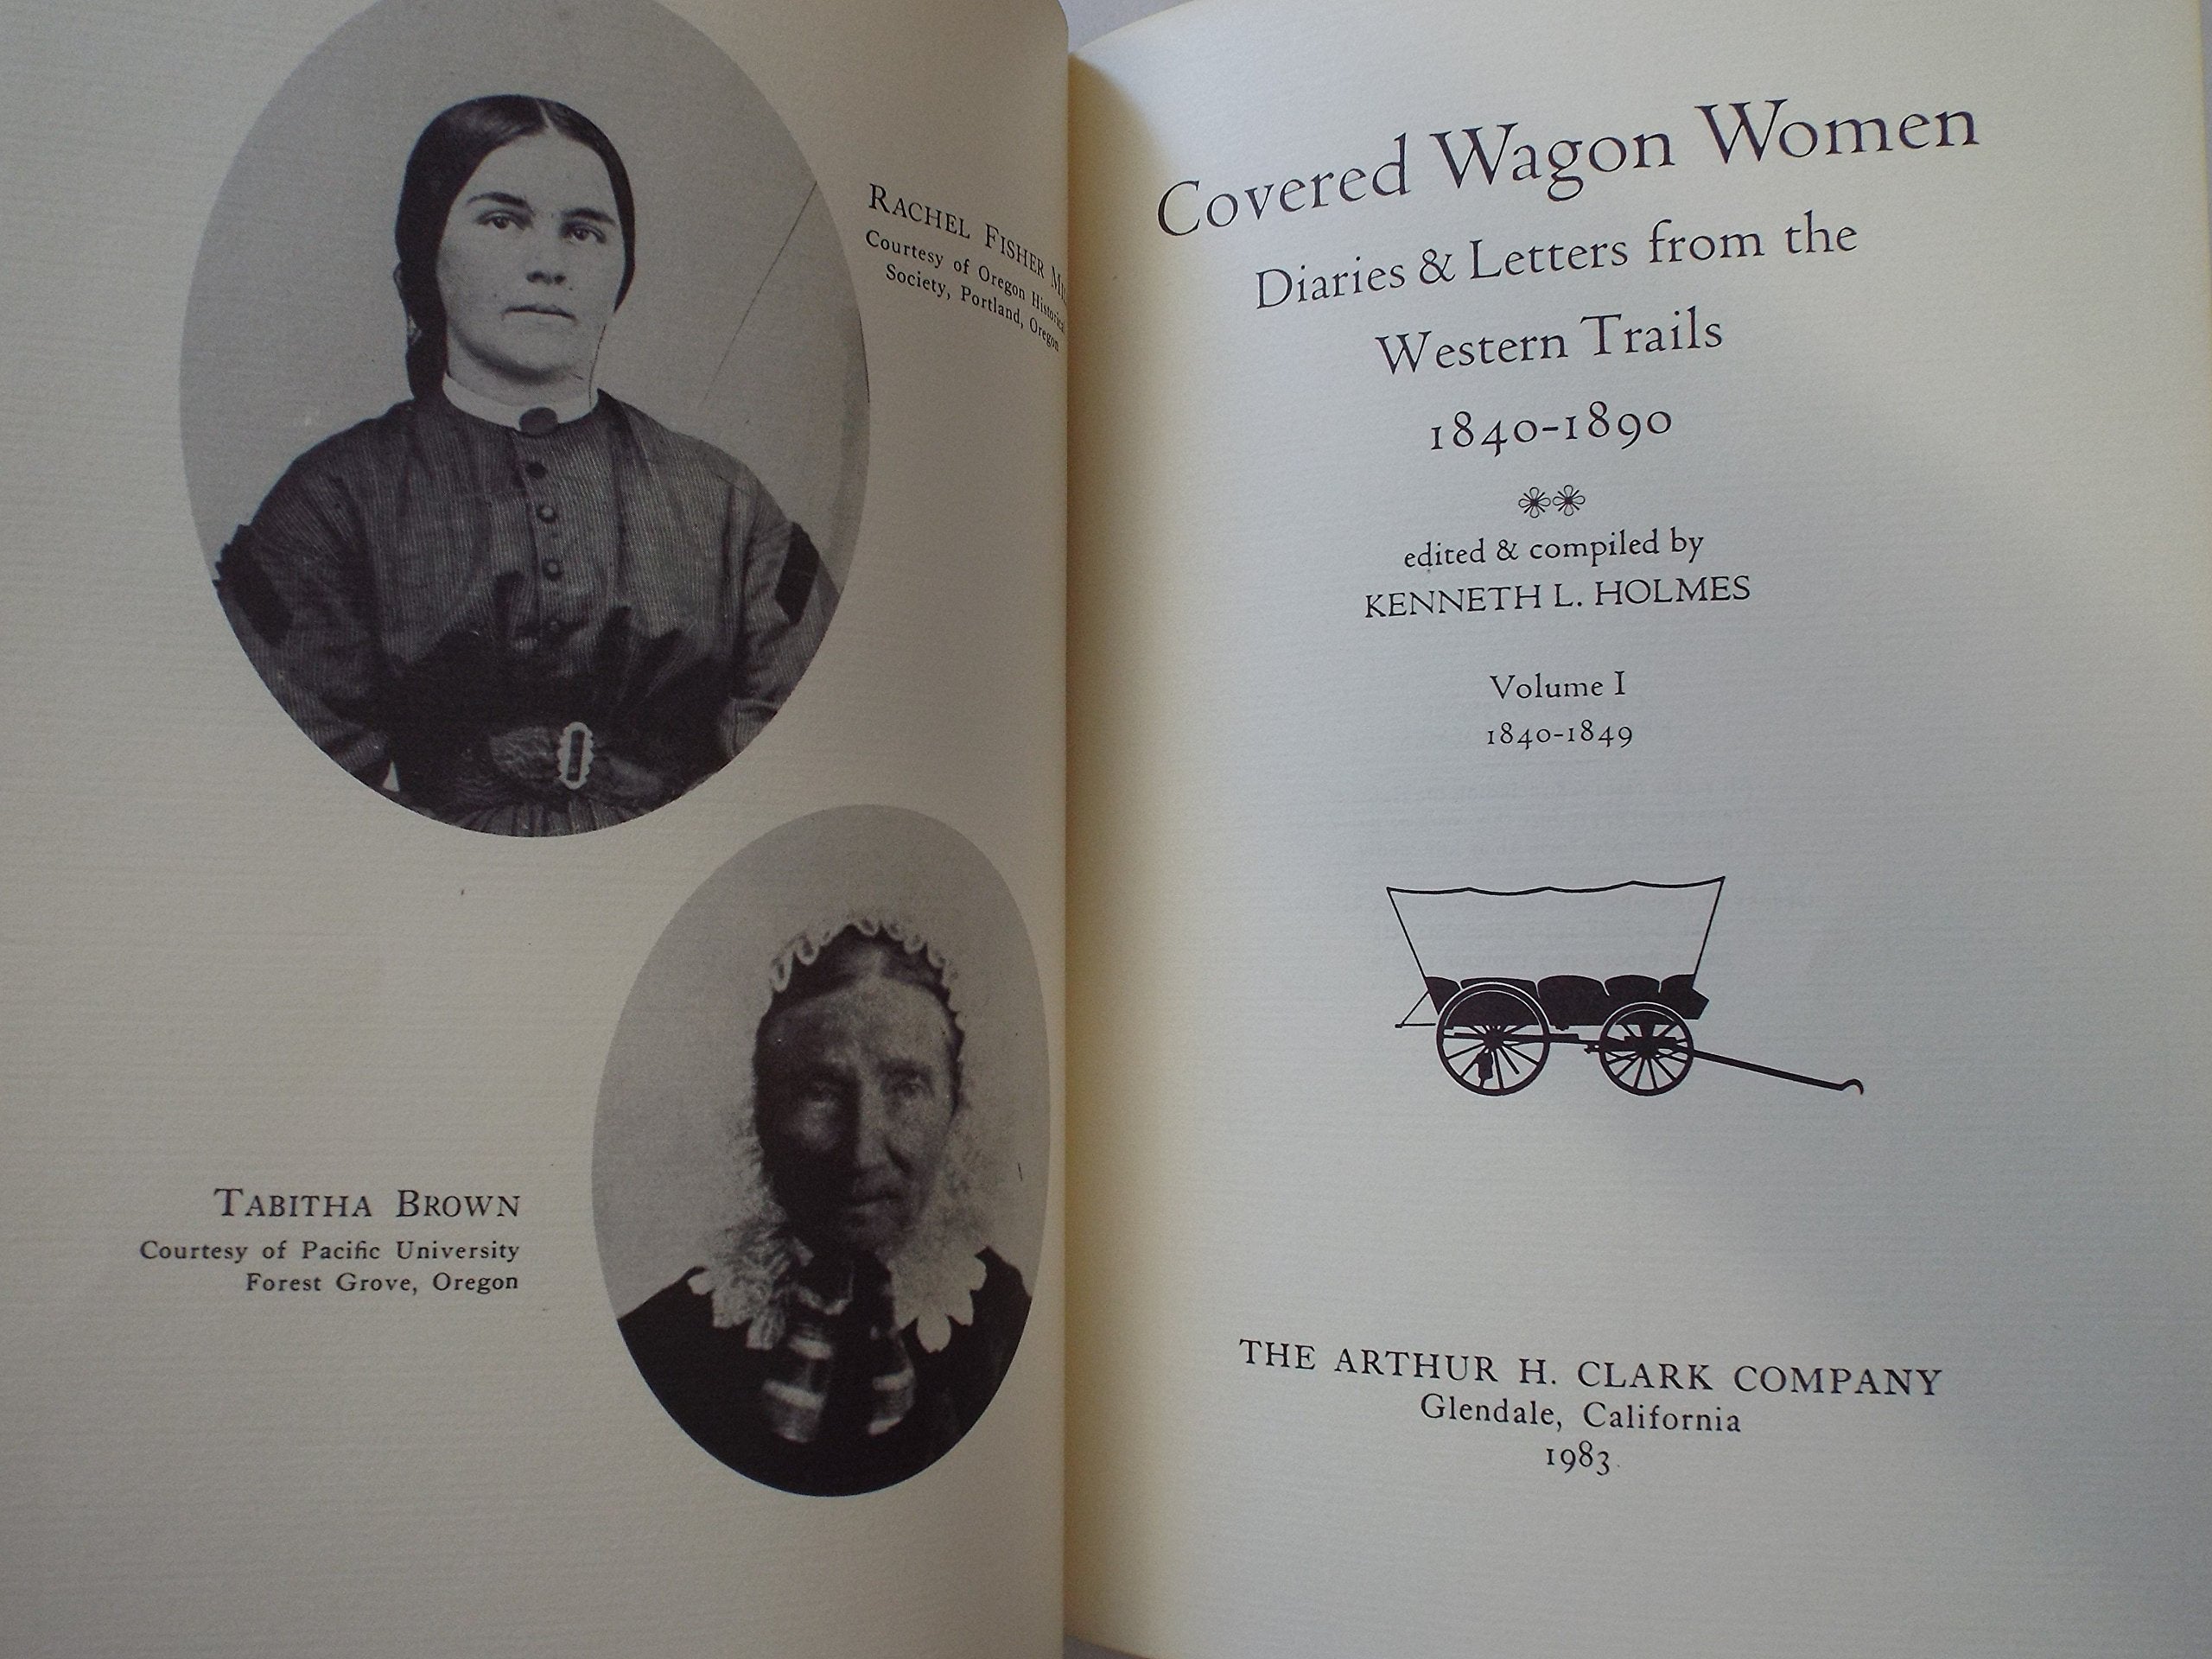 RACHEL FISHER
Courtesy of Oregon Historical
Society, Portland, Oregon
TABITHA BROWN
Courtesy of Pacific University
Forest Grove, Oregon
Covered Wagon Women
Diaries & Letters from the
Western Trails
1840-1890
edited & compiled by
KENNETH L. HOLMES
Volume I
1840-1849
THE ARTHUR H. CLARK COMPANY
Glendale, California
1983